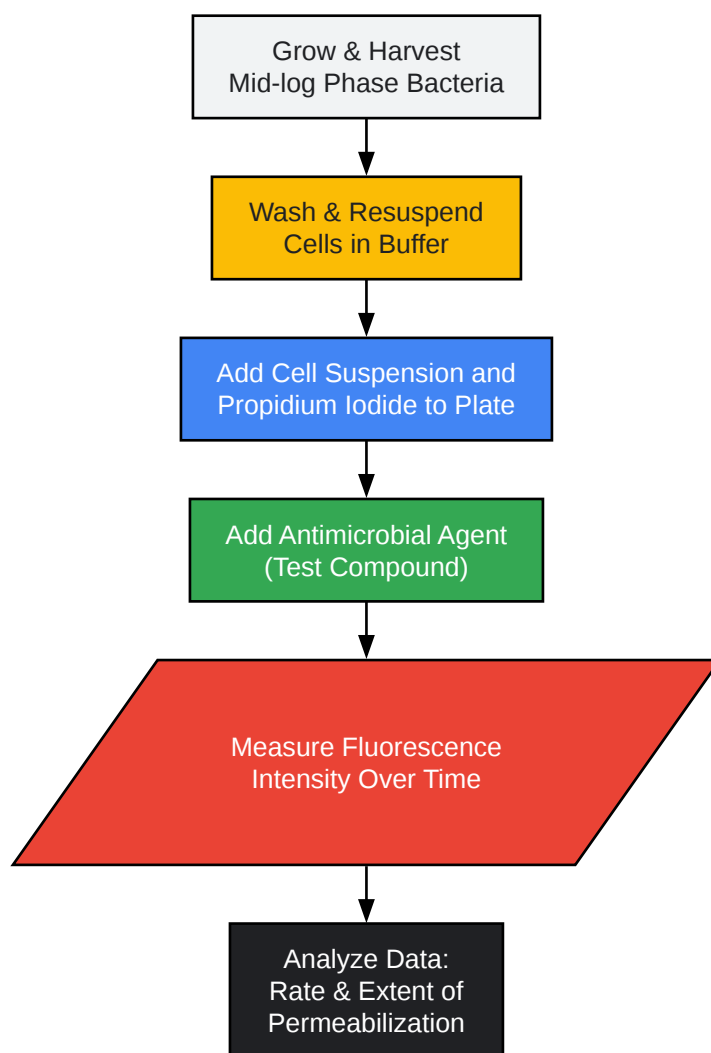 Grow & Harvest
Mid-log Phase Bacteria
Wash & Resuspend
Cells in Buffer
Add Cell Suspension and
Propidium Iodide to Plate
Add Antimicrobial Agent
(Test Compound)
Measure Fluorescence
Intensity Over Time
Analyze Data:
Rate & Extent of
Permeabilization